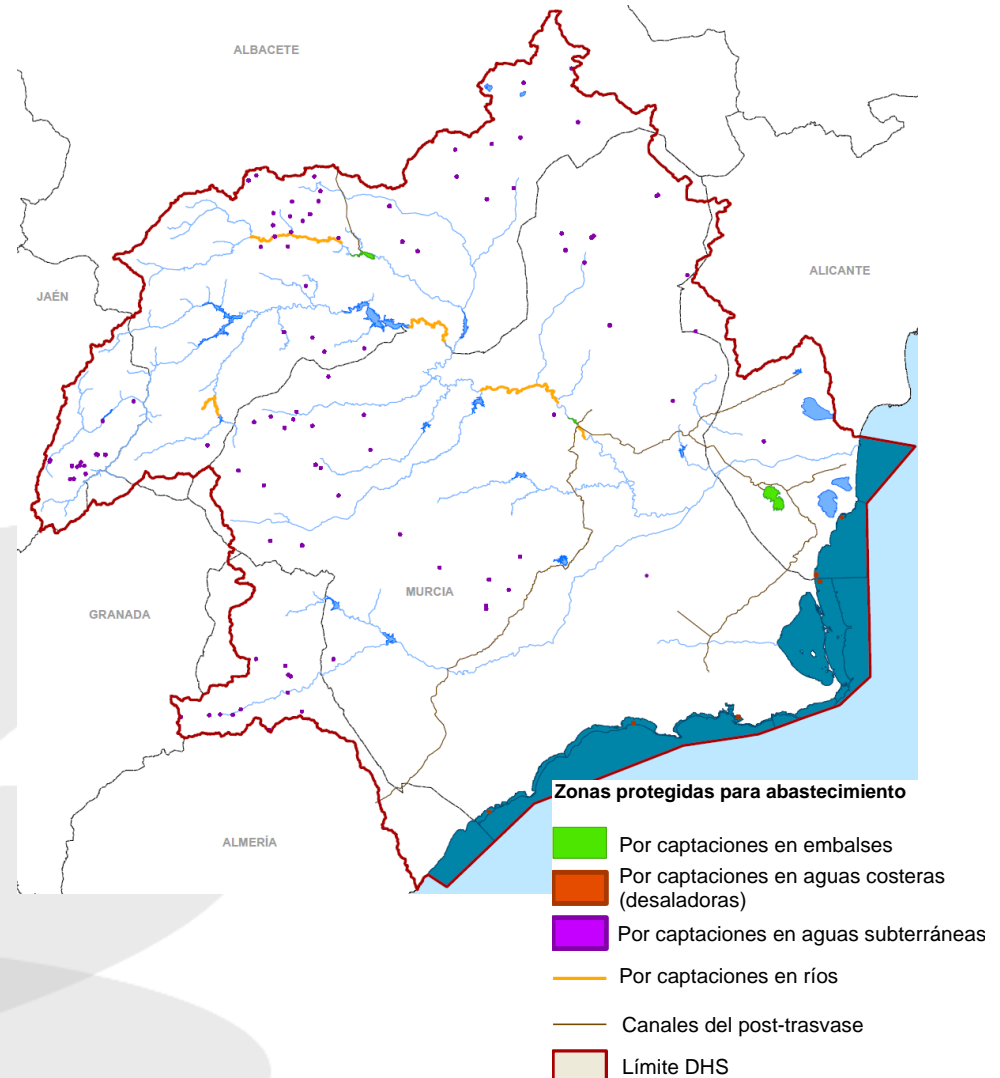 ALBACETE
ALICANTE
JAÉN
MURCIA
GRANADA
ALMERÍA
Zonas protegidas para abastecimiento
Por captaciones en embalses
Por captaciones en aguas costeras
(desaladoras)
Por captaciones en aguas subterráneas
Por captaciones en ríos
Canales del post-trasvase
Límite DHS